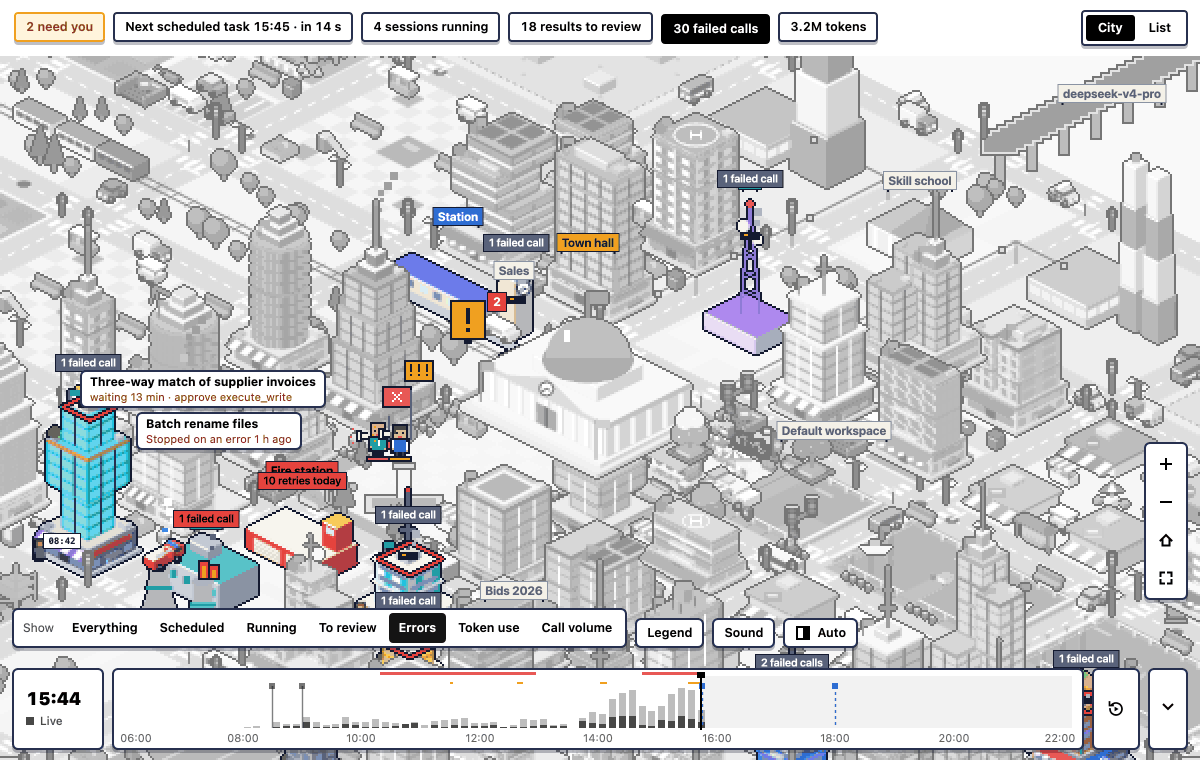 2 need you
Next scheduled task 15:45 · in 14 s
4 sessions running
18 results to review
30 failed calls
3.2M tokens
City
List
deepseek-v4-pro
1 failed call
Skill school
Station
1 failed call
Town hall
Sales
H
2
!
1 failed call
!!!
Three-way match of supplier invoices
waiting 13 min · approve execute_write
Batch rename files
Stopped on an error 1 h ago
Default workspace
Fire station
10 retries today
1 failed call
1 failed call
H
08:42
Bids 2026
1 failed call
Show
Everything
Scheduled
Running
To review
Errors
Token use
Call volume
Legend
Sound
Auto
2 failed calls
1 failed call
15:44
Live
06:00
08:00
10:00
12:00
14:00
16:00
18:00
20:00
22:00